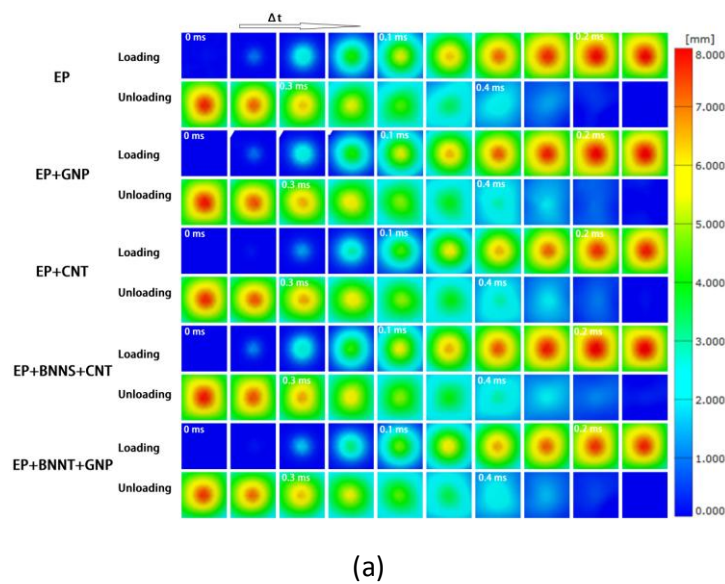 Δt
[mm]
EP
Loading
0 ms
0.1 ms
0.2 ms
Unloading
0.3 ms
0.4 ms
EP+GNP
Loading
0 ms
0.1 ms
0.2 ms
Unloading
0.3 ms
0.4 ms
EP+CNT
Loading
0 ms
0.1 ms
0.2 ms
Unloading
0.3 ms
0.4 ms
EP+BNNS+CNT
Loading
0 ms
0.1 ms
0.2 ms
Unloading
0.3 ms
0.4 ms
EP+BNNT+GNP
Loading
0 ms
0.1 ms
0.2 ms
Unloading
0.3 ms
0.4 ms
8.000
7.000
6.000
5.000
4.000
3.000
2.000
1.000
0.000
(a)